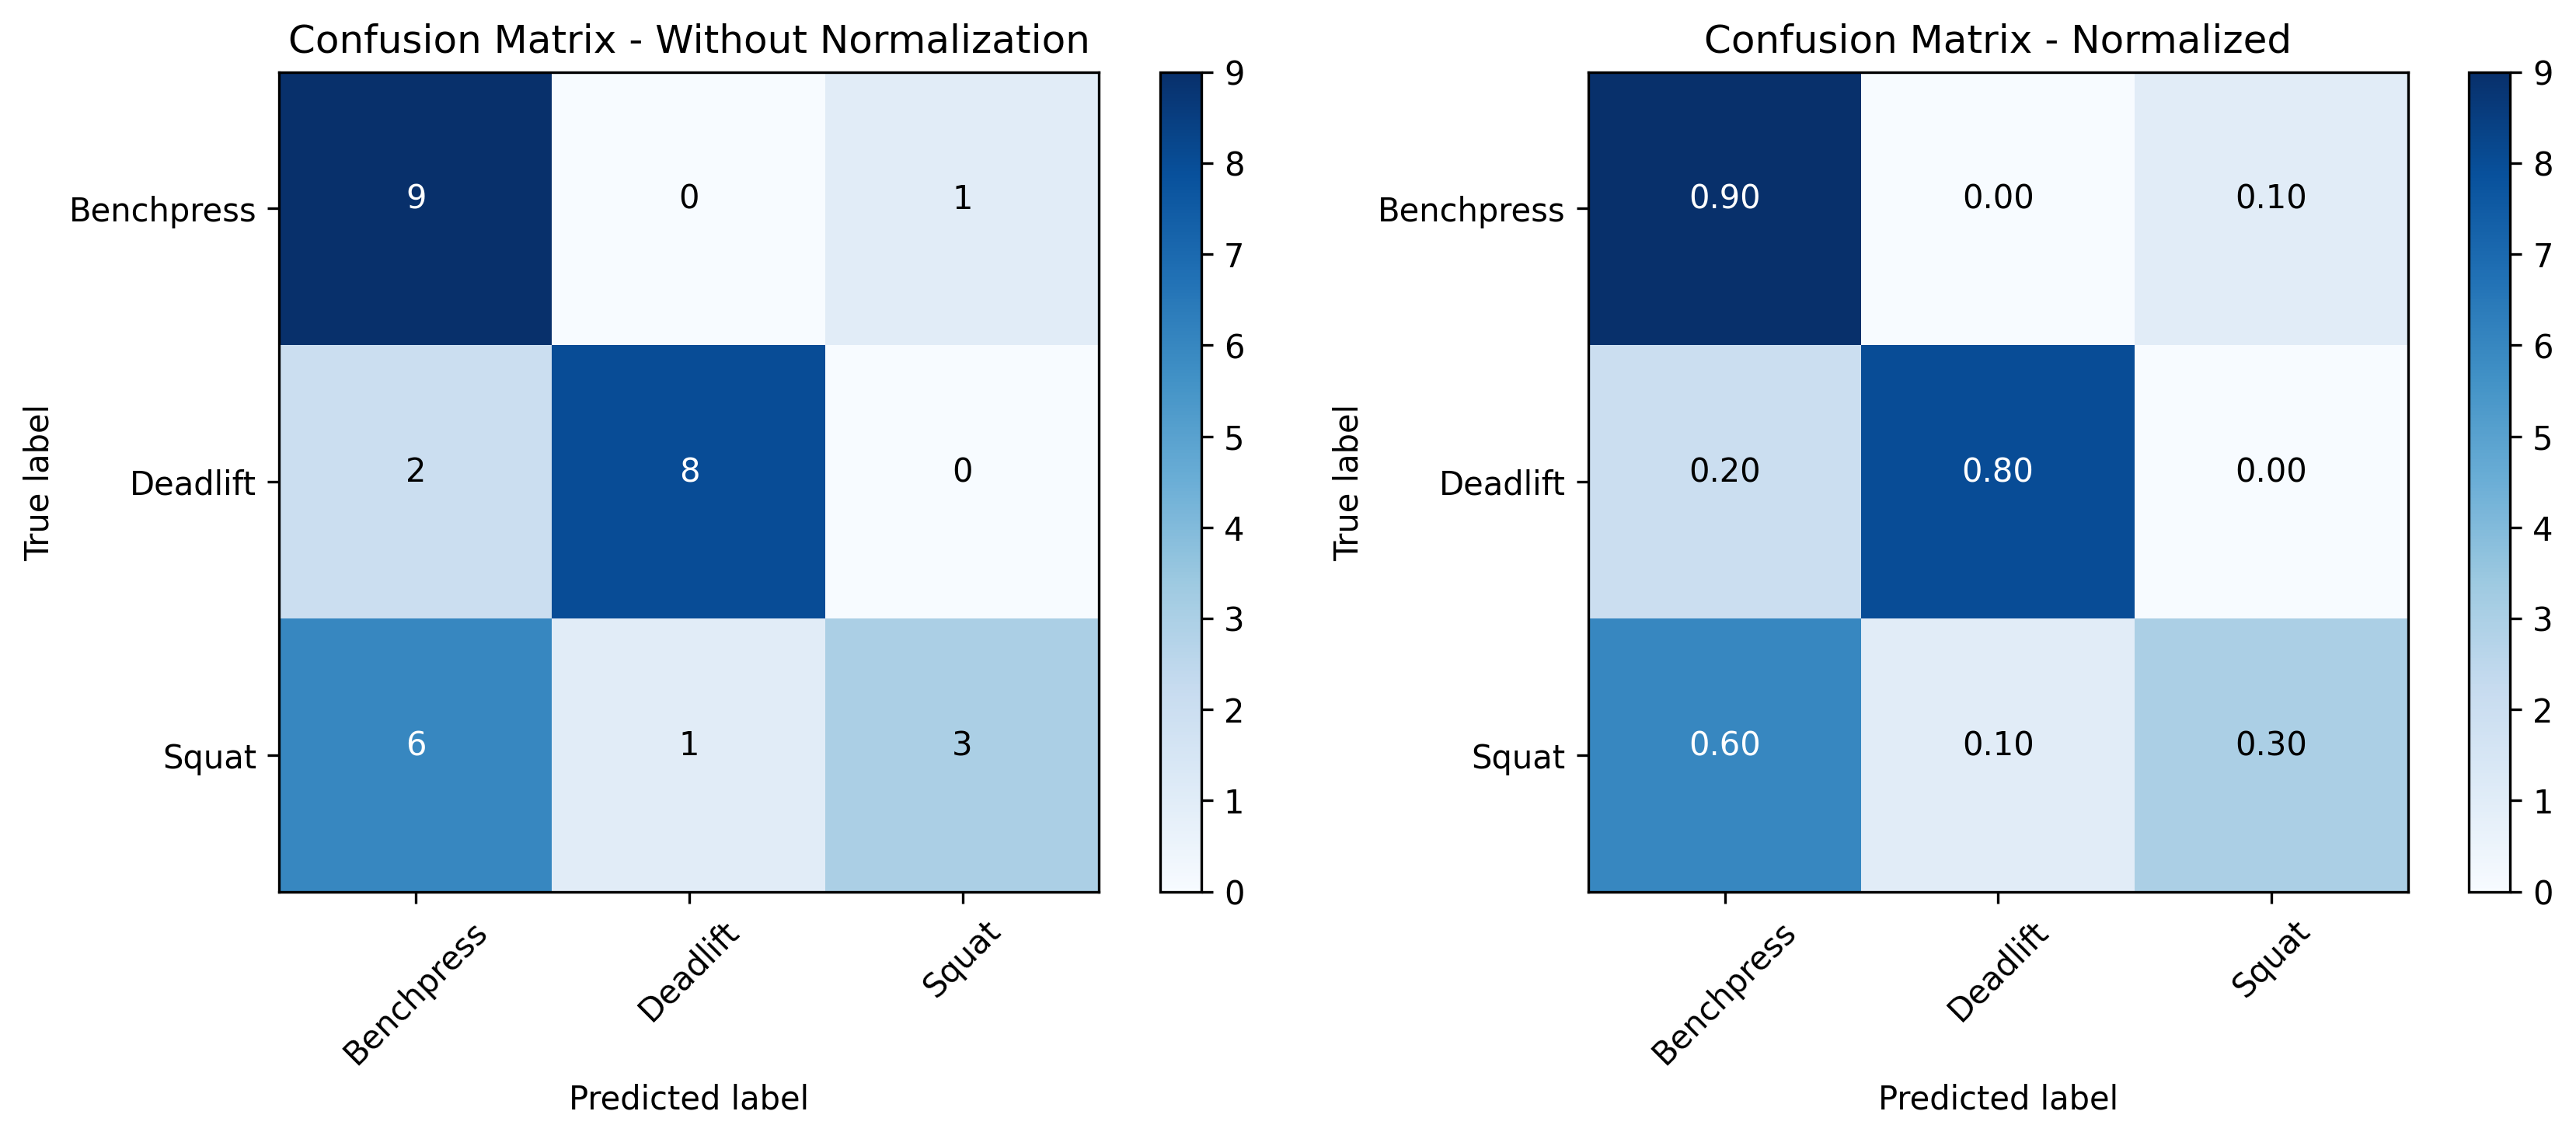 Confusion Matrix - Without Normalization
True label
Benchpress
Deadlift
Squat
9 0 1
2 8 0
6 1 3
9
8
7
6
5
4
3
2
1
0
Benchpress
Deadlift
Squat
Predicted label
Confusion Matrix - Normalized
True label
Benchpress
Deadlift
Squat
0.90 0.00 0.10
0.20 0.80 0.00
0.60 0.10 0.30
9
8
7
6
5
4
3
2
1
0
Benchpress
Deadlift
Squat
Predicted label